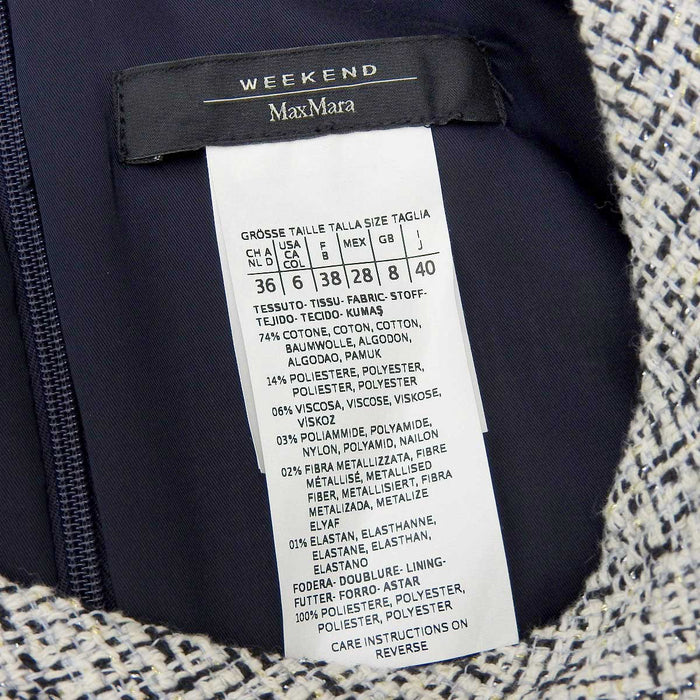 WEEKEND
MaxMara
GRÖSSE TAILLE TALLA SIZE TAGLIA
CH A NL D USA CA COL F B MEX GB I J
36 6 38 28 8 40
TESSUTO- TISSU- FABRIC- STOFF-
TEJIDO- TECIDO- KUMAŞ
74% COTONE, COTON, COTTON,
BAUMWOLLE, ALGODON,
ALGODAO, PAMUK
14% POLIESTERE, POLYESTER,
POLIESTER, POLYESTER
06% VISCOSA, VISCOSE, VISKOSE,
VİSKOZ
03% POLIAMMIDE, POLYAMIDE,
NYLON, POLYAMID, NAILON
02% FIBRA METALLIZZATA, FIBRE
MÉTALLISÉ, METALLISED
FIBER, METALLISIERT, FIBRA
METALIZADA, METALIZE
ELYAF
01% ELASTAN, ELASTHANNE,
ELASTANE, ELASTHAN,
ELASTANO
FODERA- DOUBLURE- LINING-
FUTTER- FORRO- ASTAR
100% POLIESTERE, POLYESTER,
POLIESTER, POLYESTER
CARE INSTRUCTIONS ON
REVERSE